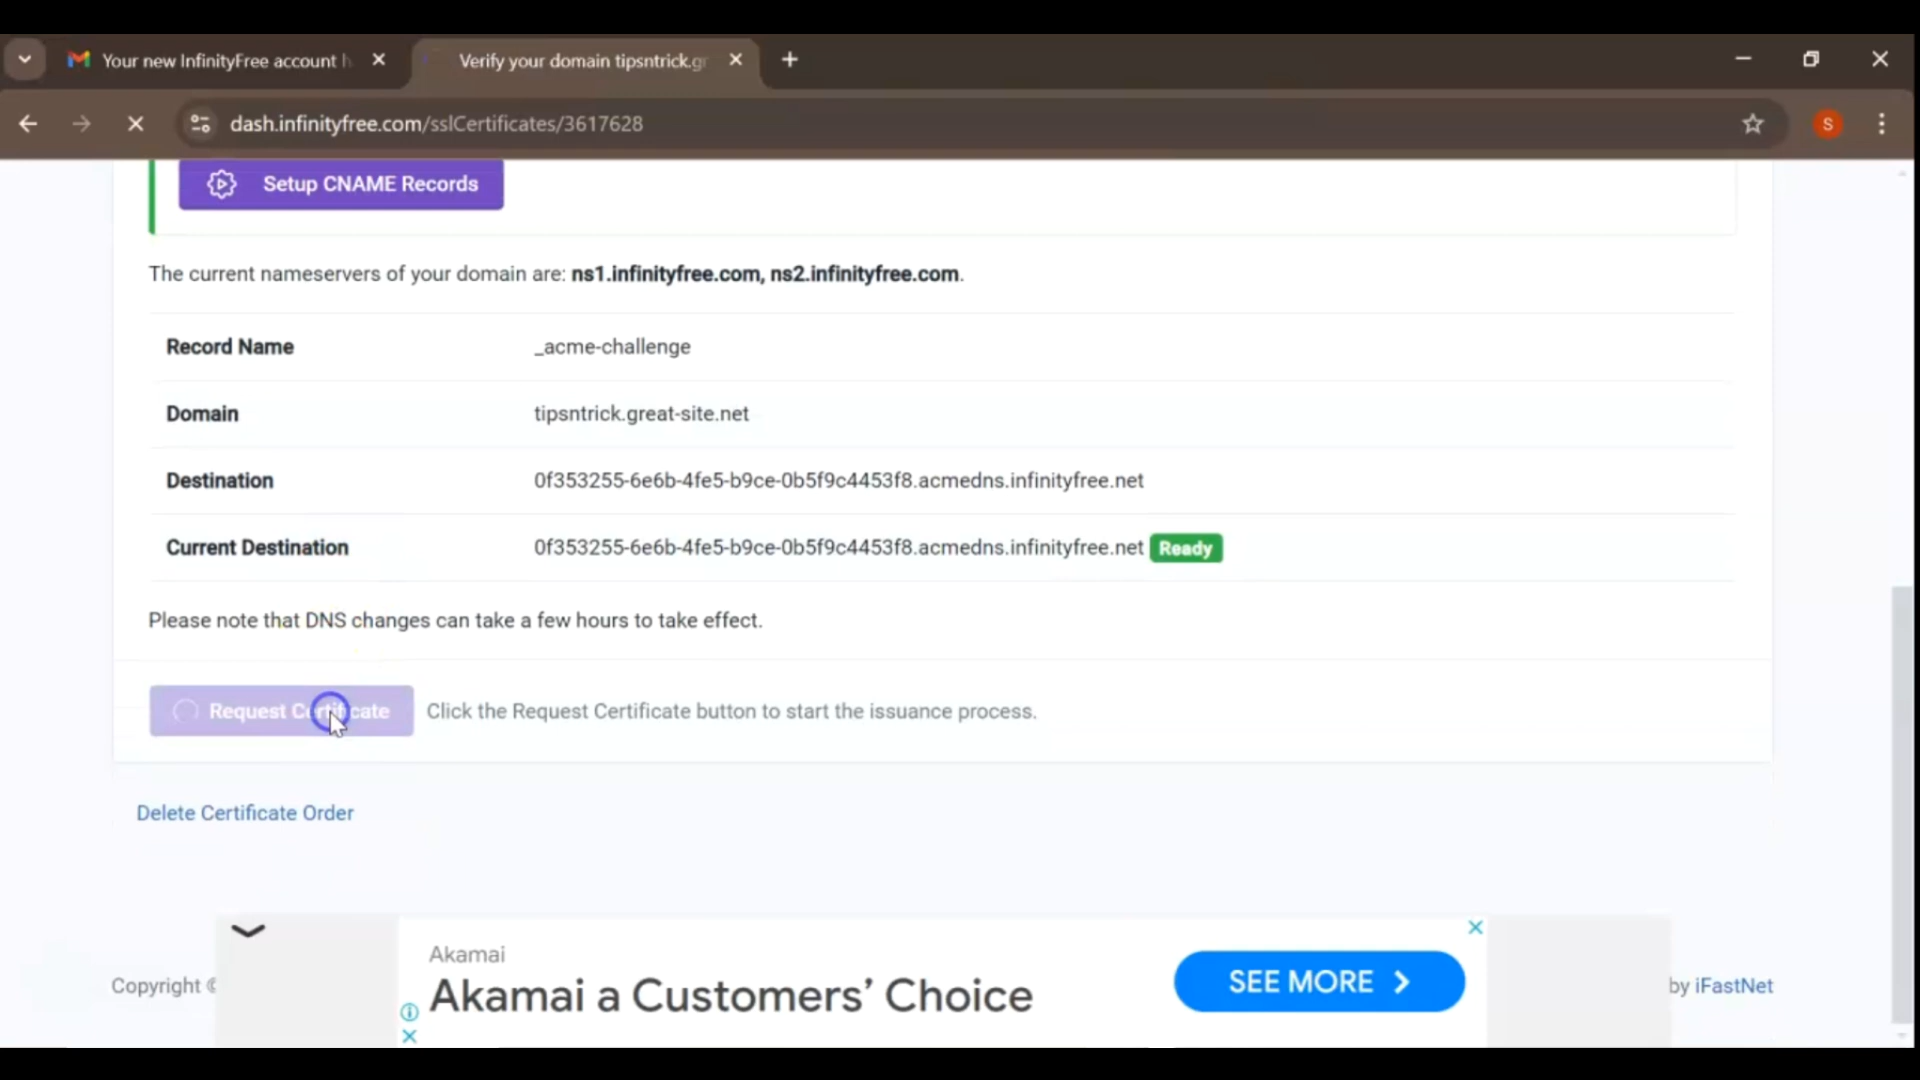 Your new InfinityFree account h
Verify your domain tipsntrick.gr
dash.infinityfree.com/sslCertificates/3617628
S
Setup CNAME Records
The current nameservers of your domain are: ns1.infinityfree.com, ns2.infinityfree.com.
Record Name _acme-challenge
Domain tipsntrick.great-site.net
Destination 0f353255-6e6b-4fe5-b9ce-0b5f9c4453f8.acmedns.infinityfree.net
Current Destination 0f353255-6e6b-4fe5-b9ce-0b5f9c4453f8.acmedns.infinityfree.net Ready
Please note that DNS changes can take a few hours to take effect.
Request Certificate Click the Request Certificate button to start the issuance process.
Delete Certificate Order
Akamai
Akamai a Customers’ Choice
SEE MORE
Copyright © by iFastNet